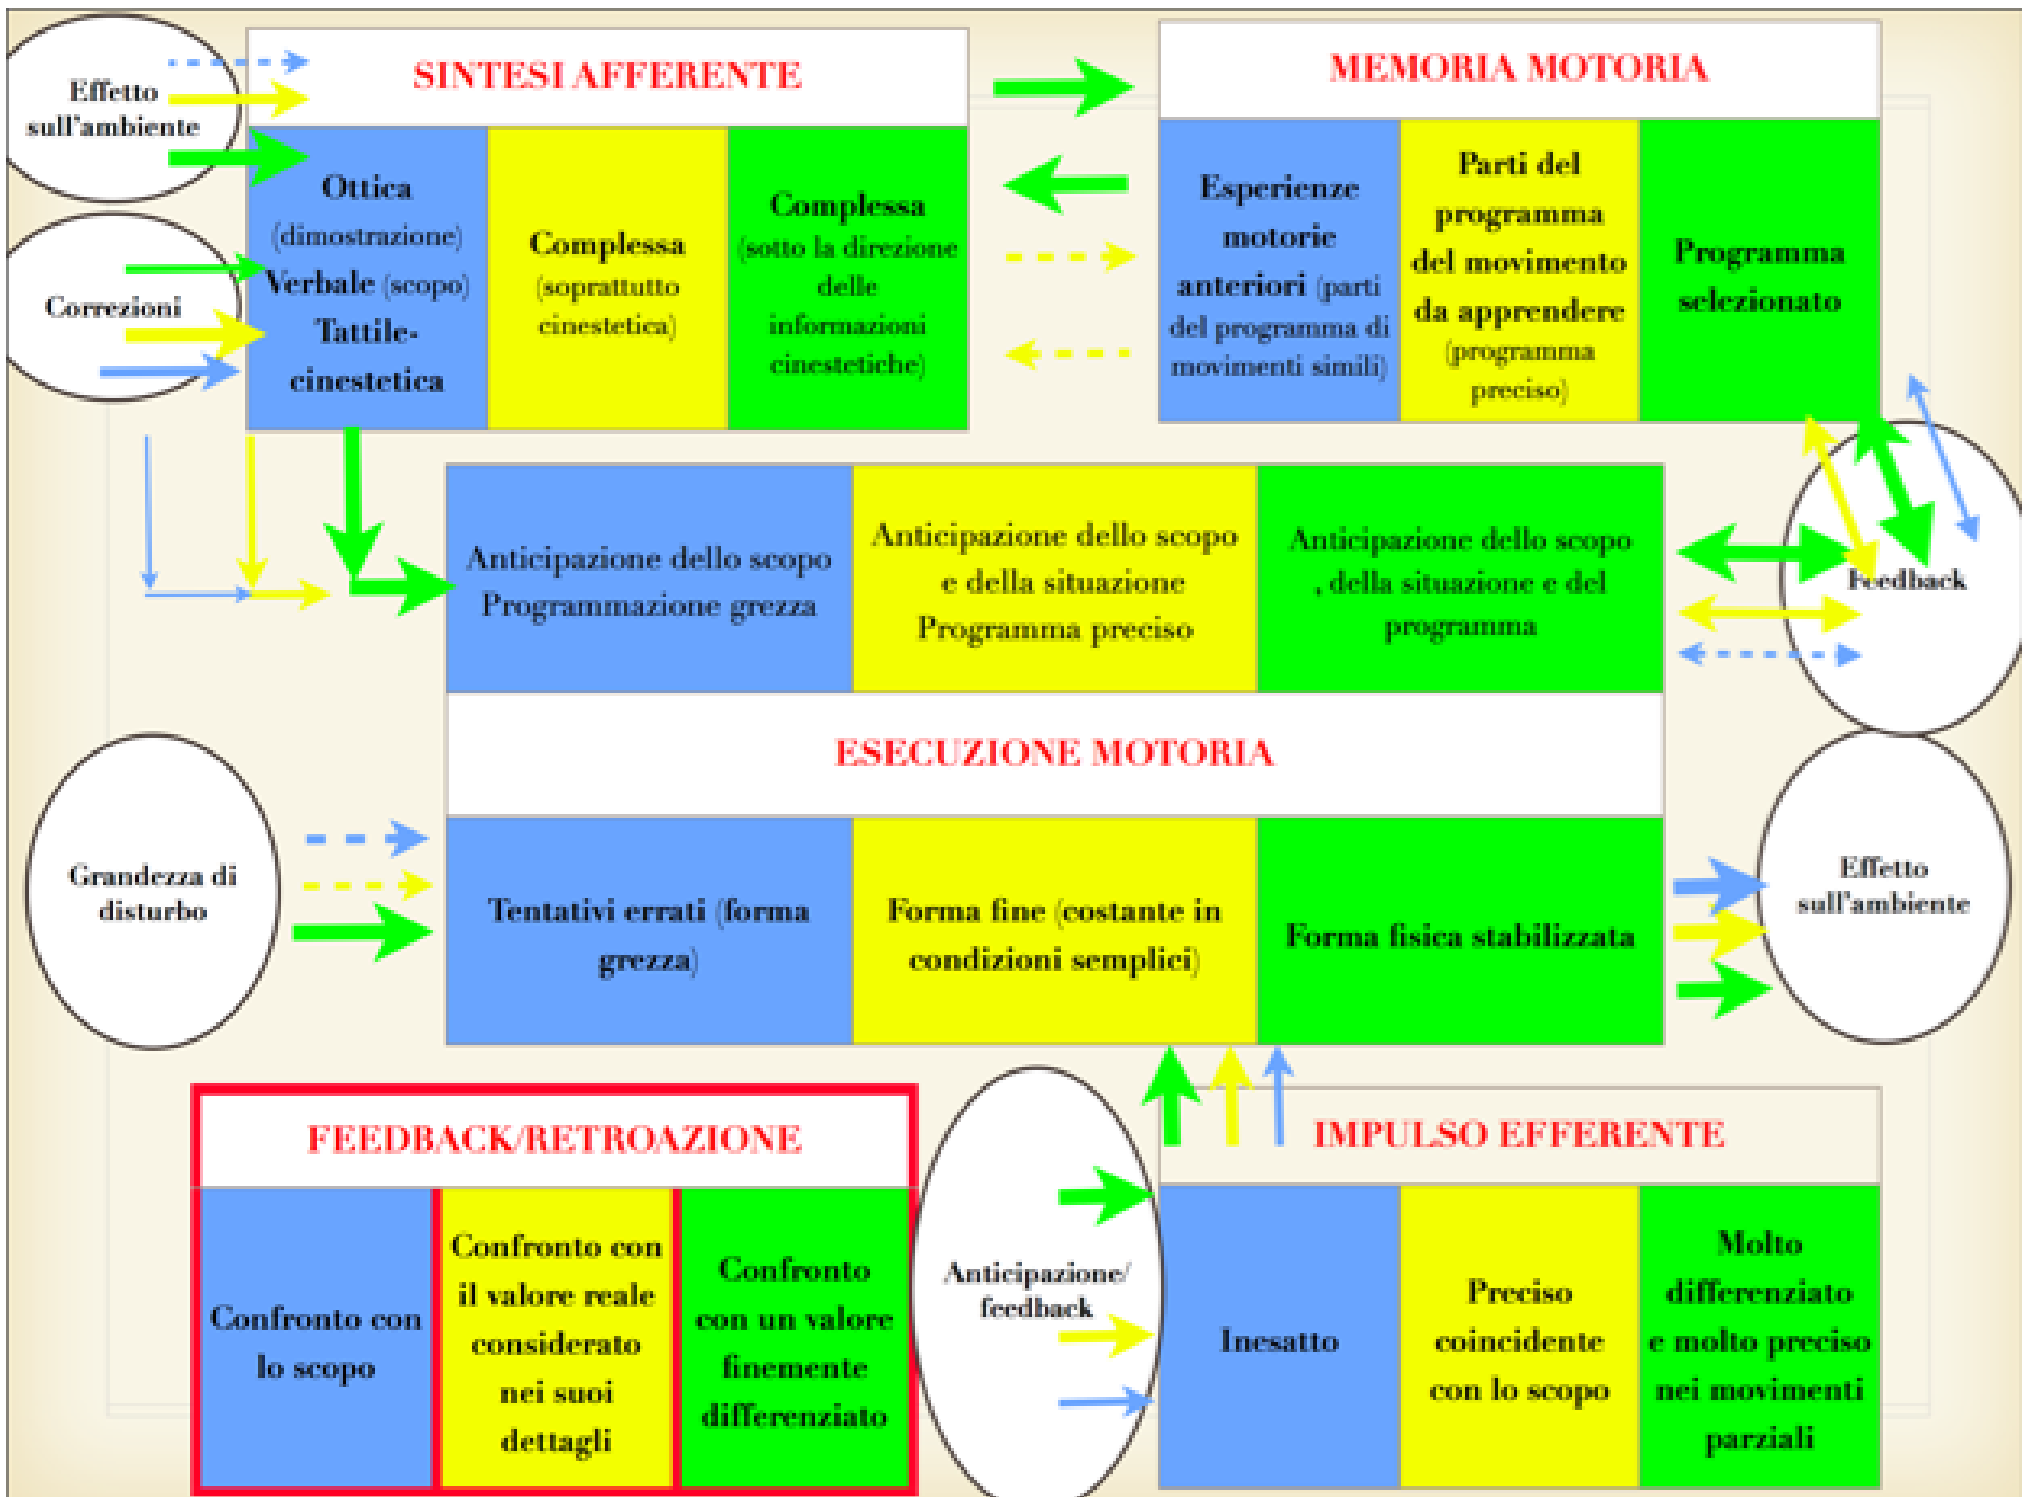 Effetto
sull'ambiente
SINTESI AFFERENTE
Ottica
(dimostrazione)
Verbale (scopo)
Tattile-
cinestetica
Complessa
(soprattutto
cinestetica)
Complessa
(sotto la direzione
delle
informazioni
cinestetiche)
Correzioni
MEMORIA MOTORIA
Esperienze
motorie
anteriori (parti
del programma di
movimenti simili)
Parti del
programma
del movimento
da apprendere
(programma
preciso)
Programma
selezionato
Anticipazione dello scopo
Programmazione grezza
Anticipazione dello scopo
e della situazione
Programma preciso
Anticipazione dello scopo
, della situazione e del
programma
Feedback
ESECUZIONE MOTORIA
Grandezza di
disturbo
Tentativi errati (forma
grezza)
Forma fine (costante in
condizioni semplici)
Forma fisica stabilizzata
Effetto
sull'ambiente
FEEDBACK/RETROAZIONE
Confronto con
lo scopo
Confronto con
il valore reale
considerato
nei suoi
dettagli
Confronto
con un valore
finemente
differenziato
Anticipazione/
feedback
IMPULSO EFFERENTE
Inesatto
Preciso
coincidente
con lo scopo
Molto
differenziato
e molto preciso
nei movimenti
parziali